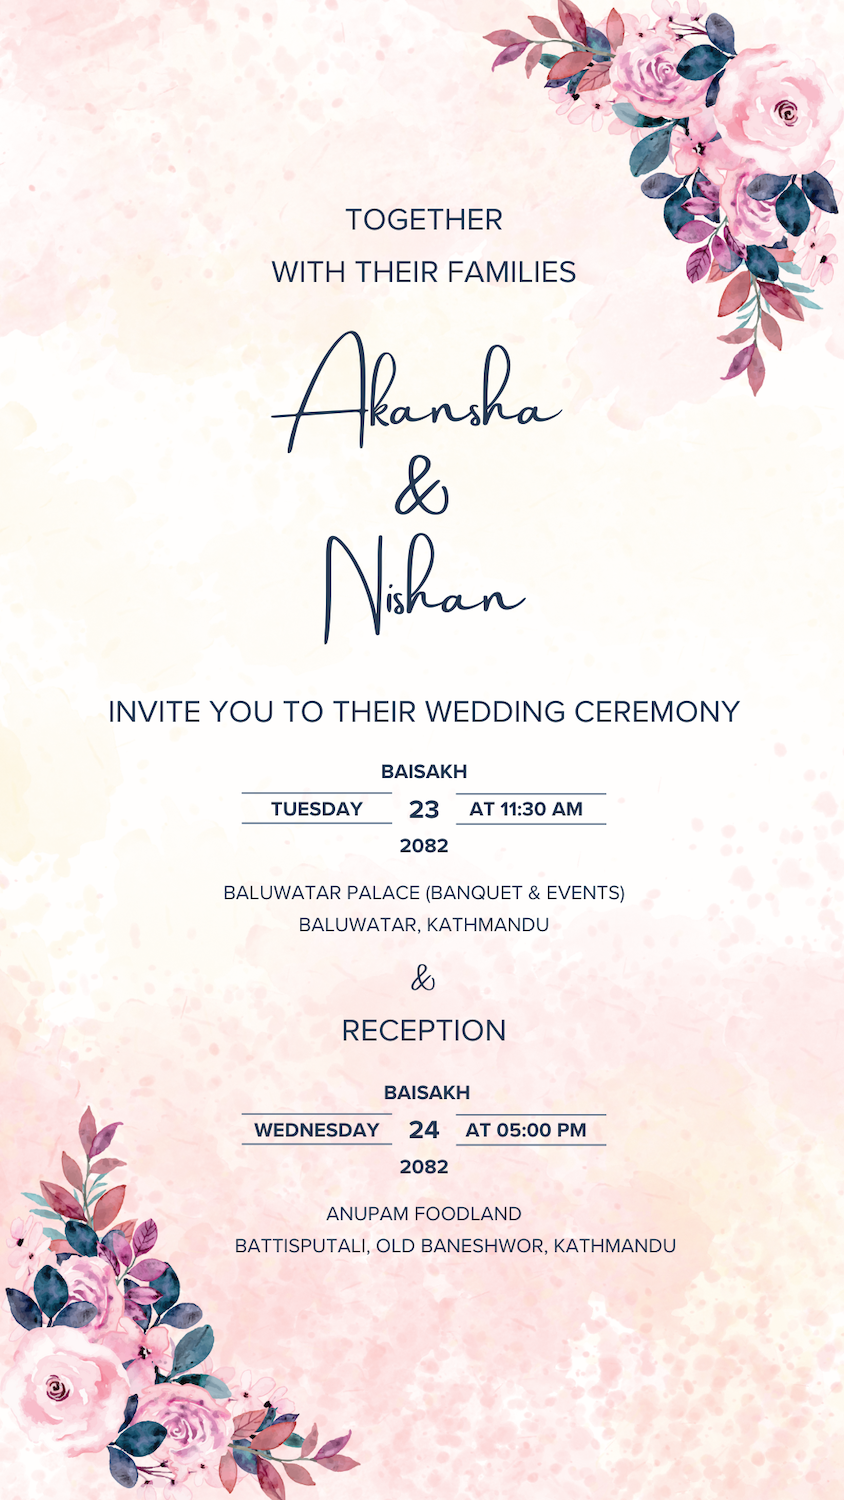 TOGETHER
WITH THEIR FAMILIES
Akansha
&
Nishan
INVITE YOU TO THEIR WEDDING CEREMONY
BAISAKH
TUESDAY 23 AT 11:30 AM
2082
BALUWATAR PALACE (BANQUET & EVENTS)
BALUWATAR, KATHMANDU
&
RECEPTION
BAISAKH
WEDNESDAY 24 AT 05:00 PM
2082
ANUPAM FOODLAND
BATTISPUTALI, OLD BANESHWOR, KATHMANDU